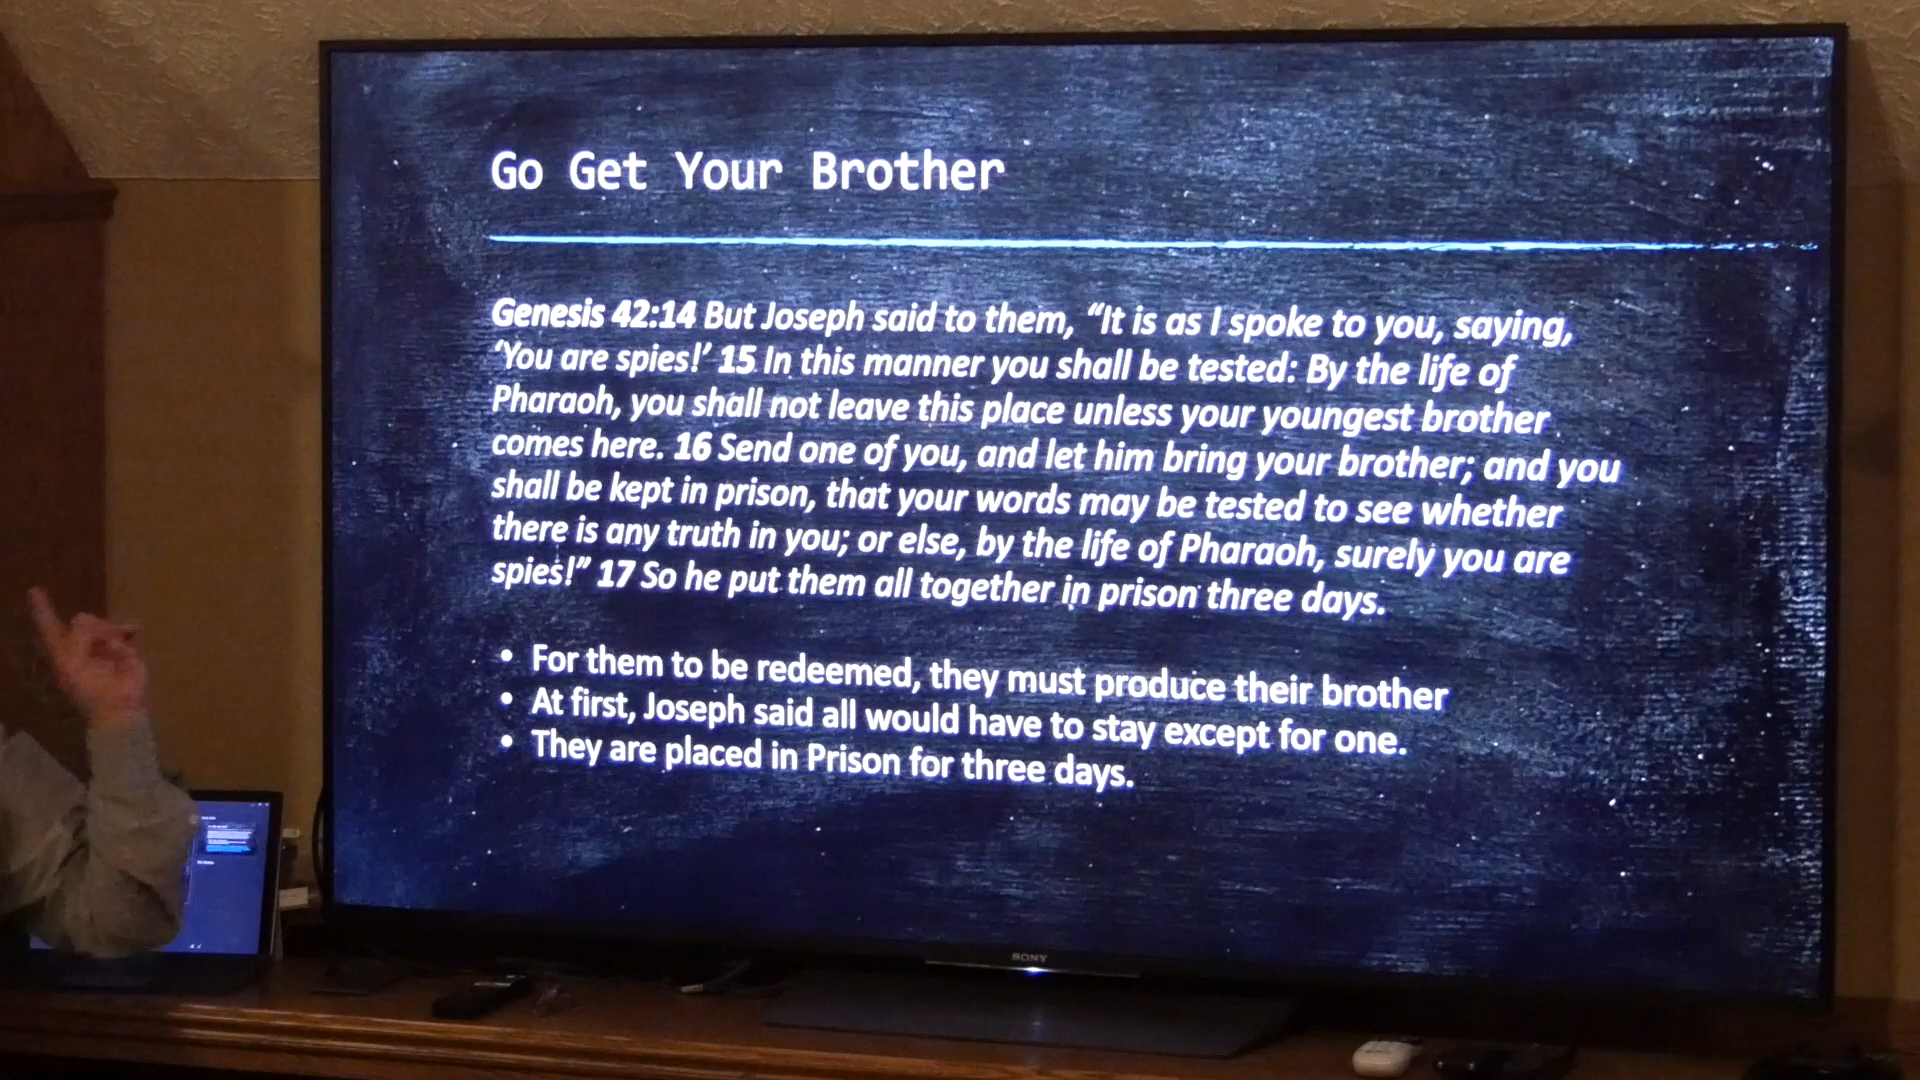 Go Get Your Brother
Genesis 42:14 But Joseph said to them, “It is as I spoke to you, saying,
‘You are spies!’ 15 In this manner you shall be tested: By the life of
Pharaoh, you shall not leave this place unless your youngest brother
comes here. 16 Send one of you, and let him bring your brother; and you
shall be kept in prison, that your words may be tested to see whether
there is any truth in you; or else, by the life of Pharaoh, surely you are
spies!” 17 So he put them all together in prison three days.
• For them to be redeemed, they must produce their brother
• At first, Joseph said all would have to stay except for one.
• They are placed in Prison for three days.
SONY